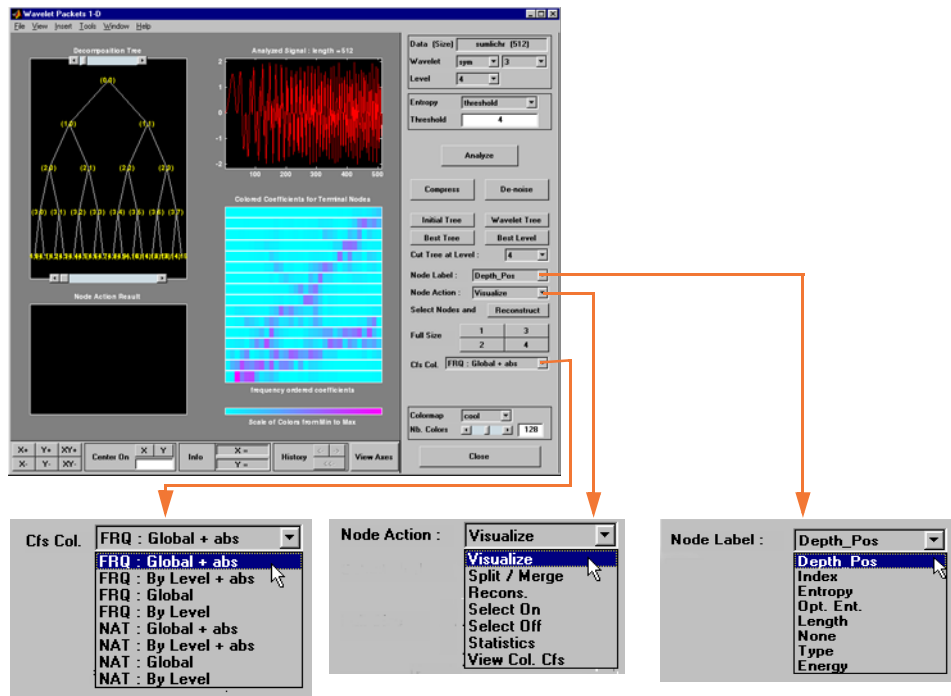 Wavelet Packets 1-D
File View Insert Tools Window Help
Decomposition Tree
(0,0)
(1,0) (1,1)
(2,0) (2,1) (2,2) (2,3)
(3,0) (3,1) (3,2) (3,3) (3,4) (3,5) (3,6) (3,7)
Node Action Result
Analyzed Signal : length = 512
2
1
0
-1
-2
100 200 300 400 500
Colored Coefficients for Terminal Nodes
frequency ordered coefficients
Scale of Colors from Min to Max
Data (Size) sumlichr (512)
Wavelet sym 3
Level 4
Entropy threshold
Threshold 4
Analyze
Compress De-noise
Initial Tree Wavelet Tree
Best Tree Best Level
Cut Tree at Level : 4
Node Label : Depth_Pos
Node Action : Visualize
Select Nodes and Reconstruct
Full Size 1 3
2 4
Cfs Col. FRQ : Global + abs
Colormap cool
Nb. Colors 128
Close
X+ Y+ XY+
X- Y- XY-
Center On X Y
Info X =
Y =
History <- ->
<<-
View Axes
Cfs Col. FRQ : Global + abs
FRQ : Global + abs
FRQ : By Level + abs
FRQ : Global
FRQ : By Level
NAT : Global + abs
NAT : By Level + abs
NAT : Global
NAT : By Level
Node Action : Visualize
Visualize
Split / Merge
Recons.
Select On
Select Off
Statistics
View Col. Cfs
Node Label : Depth_Pos
Depth_Pos
Index
Entropy
Opt. Ent.
Length
None
Type
Energy